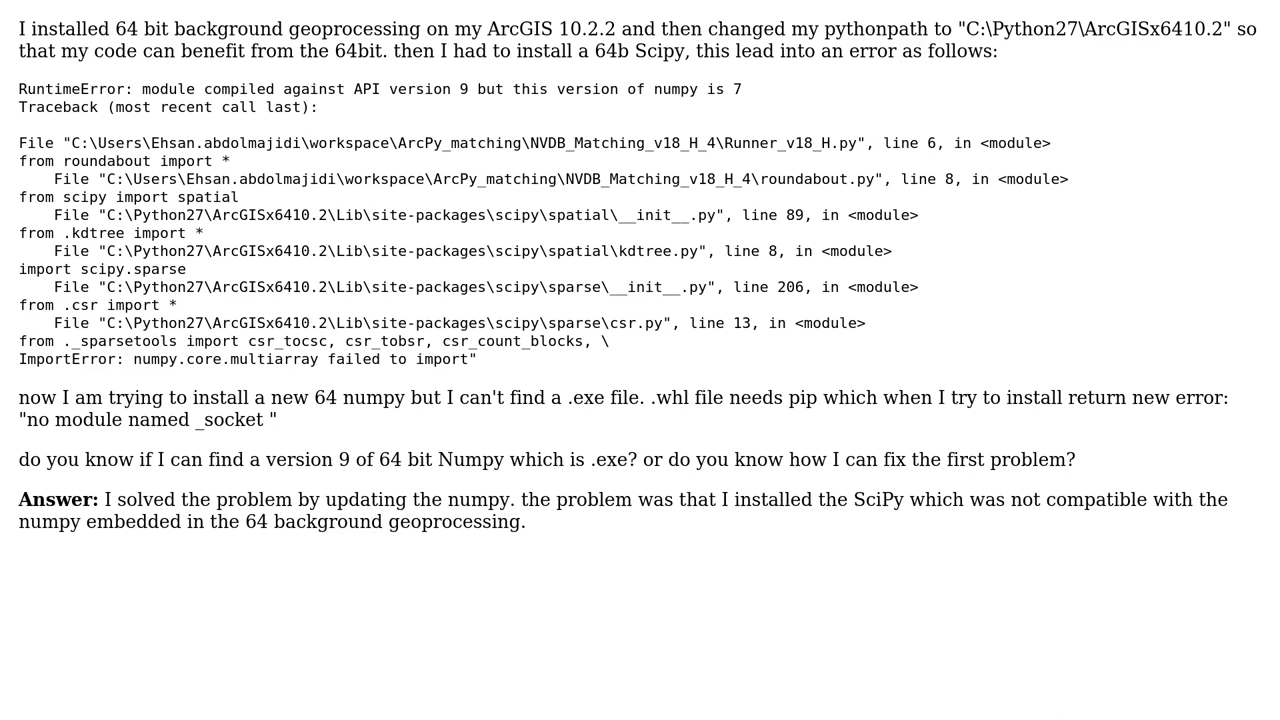 I installed 64 bit background geoprocessing on my ArcGIS 10.2.2 and then changed my pythonpath to "C:\Python27\ArcGISx6410.2" so
that my code can benefit from the 64bit. then I had to install a 64b Scipy, this lead into an error as follows:
RuntimeError: module compiled against API version 9 but this version of numpy is 7
Traceback (most recent call last):
File "C:\Users\Ehsan.abdolmajidi\workspace\ArcPy_matching\NVDB_Matching_v18_H_4\Runner_v18_H.py", line 6, in <module>
from roundabout import *
    File "C:\Users\Ehsan.abdolmajidi\workspace\ArcPy_matching\NVDB_Matching_v18_H_4\roundabout.py", line 8, in <module>
from scipy import spatial
    File "C:\Python27\ArcGISx6410.2\Lib\site-packages\scipy\spatial\__init__.py", line 89, in <module>
from .kdtree import *
    File "C:\Python27\ArcGISx6410.2\Lib\site-packages\scipy\spatial\kdtree.py", line 8, in <module>
import scipy.sparse
    File "C:\Python27\ArcGISx6410.2\Lib\site-packages\scipy\sparse\__init__.py", line 206, in <module>
from .csr import *
    File "C:\Python27\ArcGISx6410.2\Lib\site-packages\scipy\sparse\csr.py", line 13, in <module>
from ._sparsetools import csr_tocsc, csr_tobsr, csr_count_blocks, \
ImportError: numpy.core.multiarray failed to import"
now I am trying to install a new 64 numpy but I can't find a .exe file. .whl file needs pip which when I try to install return new error:
"no module named _socket "
do you know if I can find a version 9 of 64 bit Numpy which is .exe? or do you know how I can fix the first problem?
Answer: I solved the problem by updating the numpy. the problem was that I installed the SciPy which was not compatible with the
numpy embedded in the 64 background geoprocessing.